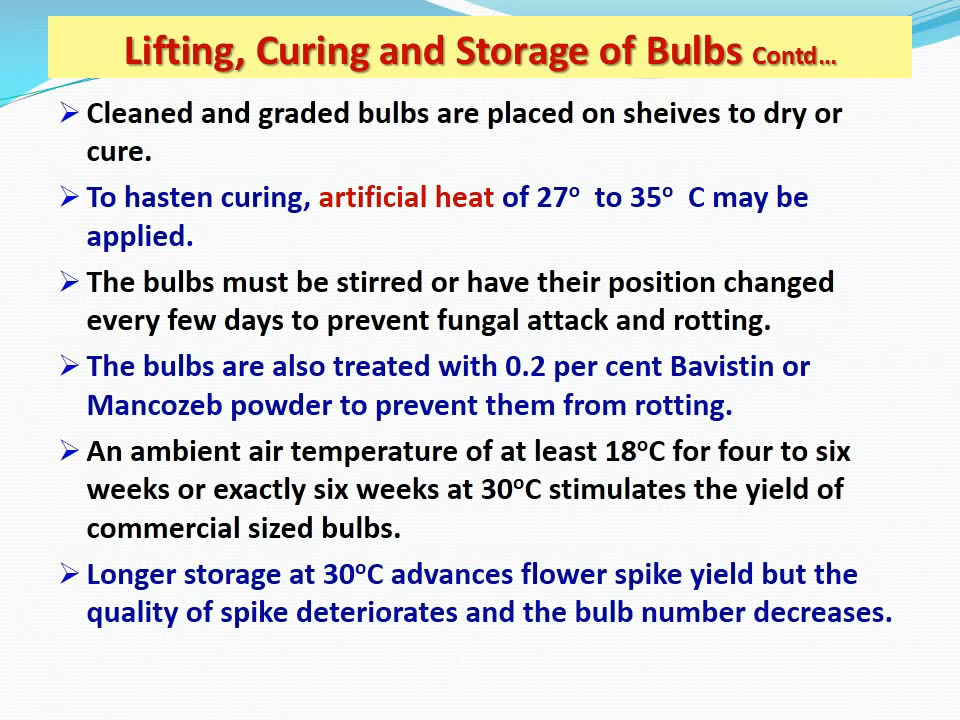 Lifting, Curing and Storage of Bulbs Contd...
➢ Cleaned and graded bulbs are placed on sheives to dry or
cure.
➢ To hasten curing, artificial heat of 27º to 35º C may be
applied.
➢ The bulbs must be stirred or have their position changed
every few days to prevent fungal attack and rotting.
➢ The bulbs are also treated with 0.2 per cent Bavistin or
Mancozeb powder to prevent them from rotting.
➢ An ambient air temperature of at least 18ºC for four to six
weeks or exactly six weeks at 30ºC stimulates the yield of
commercial sized bulbs.
➢ Longer storage at 30ºC advances flower spike yield but the
quality of spike deteriorates and the bulb number decreases.